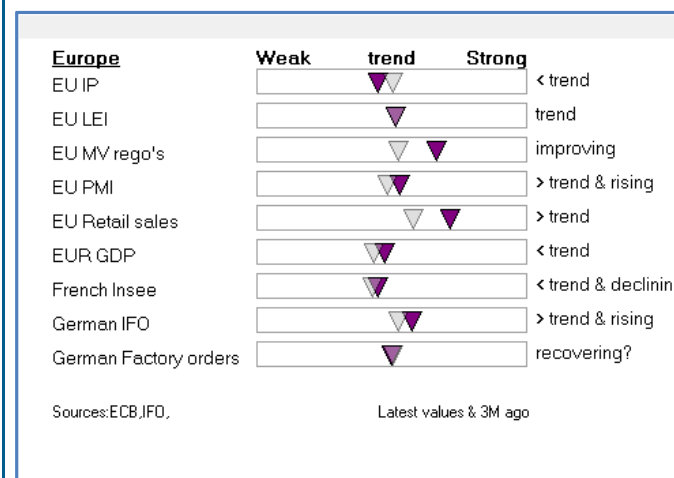 Europe Weak trend Strong
EU IP < trend
EU LEI trend
EU MV rego's improving
EU PMI > trend & rising
EU Retail sales > trend
EUR GDP < trend
French Insee < trend & declinin
German IFO > trend & rising
German Factory orders recovering?
Sources:ECB,IFO, Latest values & 3M ago